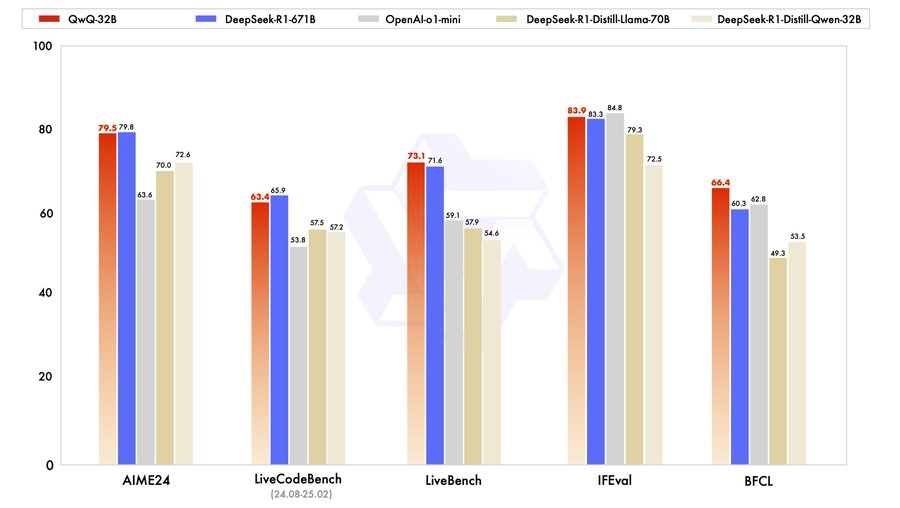 QwQ-32B DeepSeek-R1-671B OpenAI-o1-mini DeepSeek-R1-Distill-Llama-70B DeepSeek-R1-Distill-Qwen-32B
100
80
60
40
20
0
79.5 79.8 63.6 70.0 72.6
63.4 65.9 53.8 57.5 57.2
73.1 71.6 59.1 57.9 54.6
83.9 83.3 84.8 79.3 72.5
66.4 60.3 62.8 49.3 53.5
AIME24 LiveCodeBench LiveBench IFEval BFCL
(24.08-25.02)